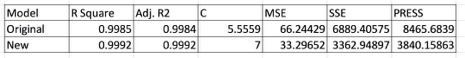 Model R Square Adj. R2 C MSE SSE PRESS
Original 0.9985 0.9984 5.5559 66.24429 6889.40575 8465.6839
New 0.9992 0.9992 7 33.29652 3362.94897 3840.15863